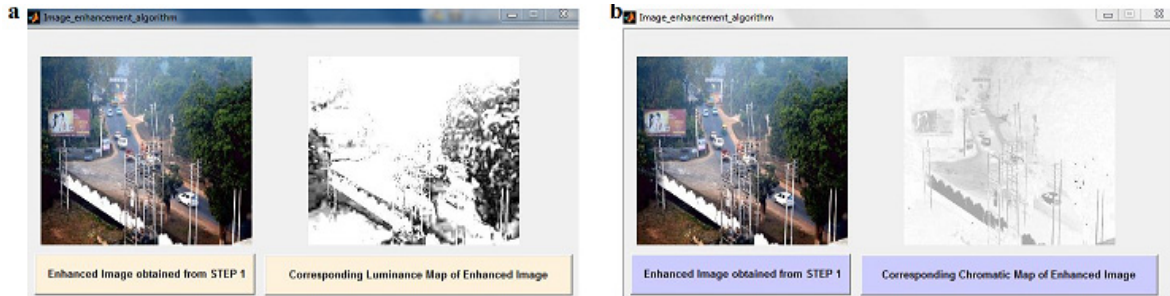 a
Image_enhancement_algorithm
Enhanced Image obtained from STEP 1
Corresponding Luminance Map of Enhanced Image
b
Image_enhancement_algorithm
Enhanced Image obtained from STEP 1
Corresponding Chromatic Map of Enhanced Image